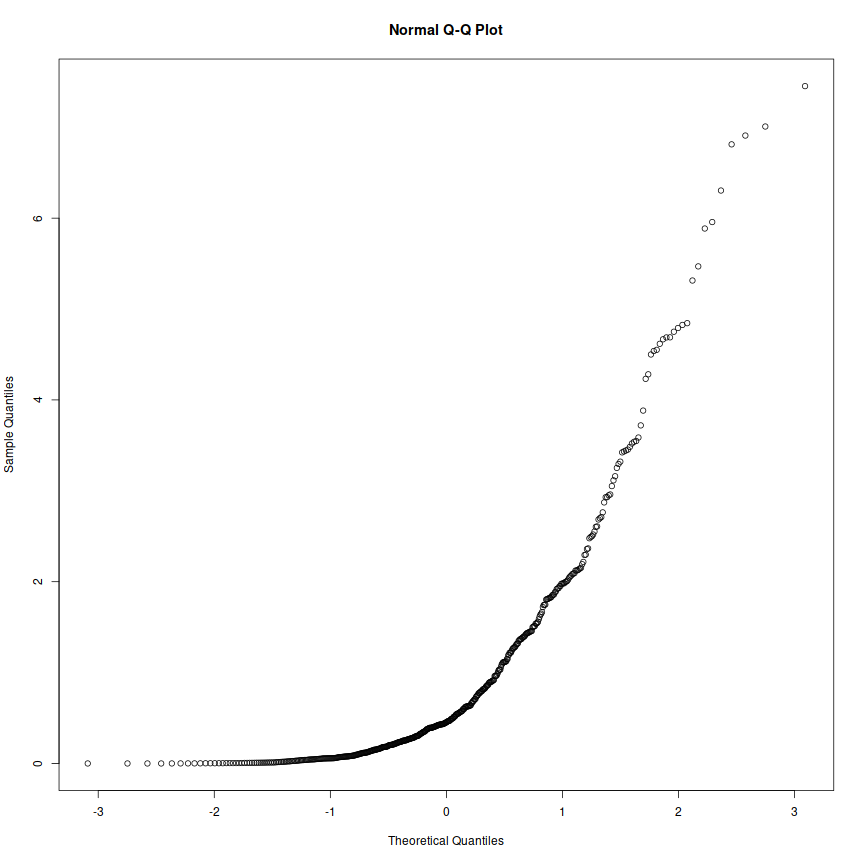 Normal Q-Q Plot
Sample Quantiles
6
4
2
0
-3 -2 -1 0 1 2 3
Theoretical Quantiles